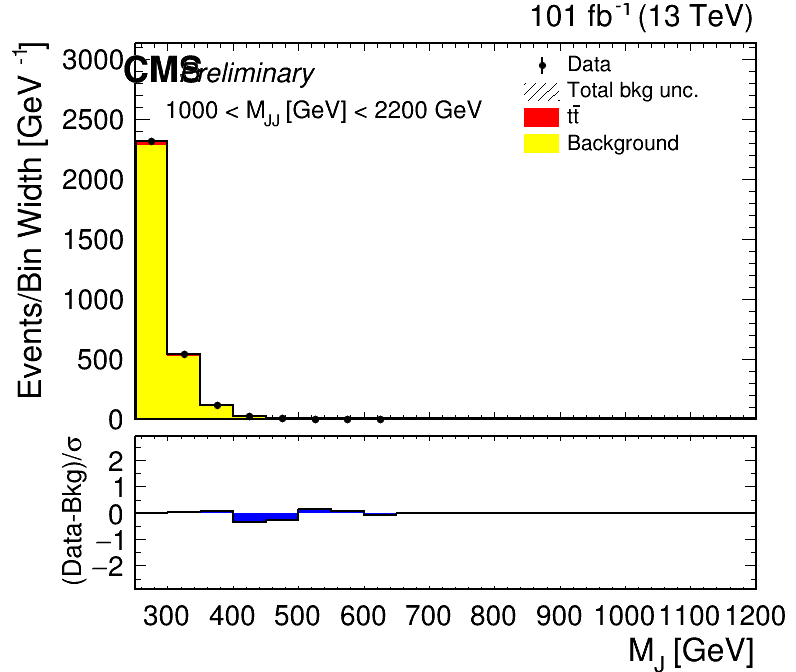 101 fb⁻¹ (13 TeV)
CMS Preliminary
1000 < M_JJ [GeV] < 2200 GeV
Data
Total bkg unc.
tt̄
Background
Events/Bin Width [GeV⁻¹]
3000
2500
2000
1500
1000
500
0
(Data-Bkg)/σ
2
1
0
−1
−2
300 400 500 600 700 800 900 1000 1100 1200
M_J [GeV]